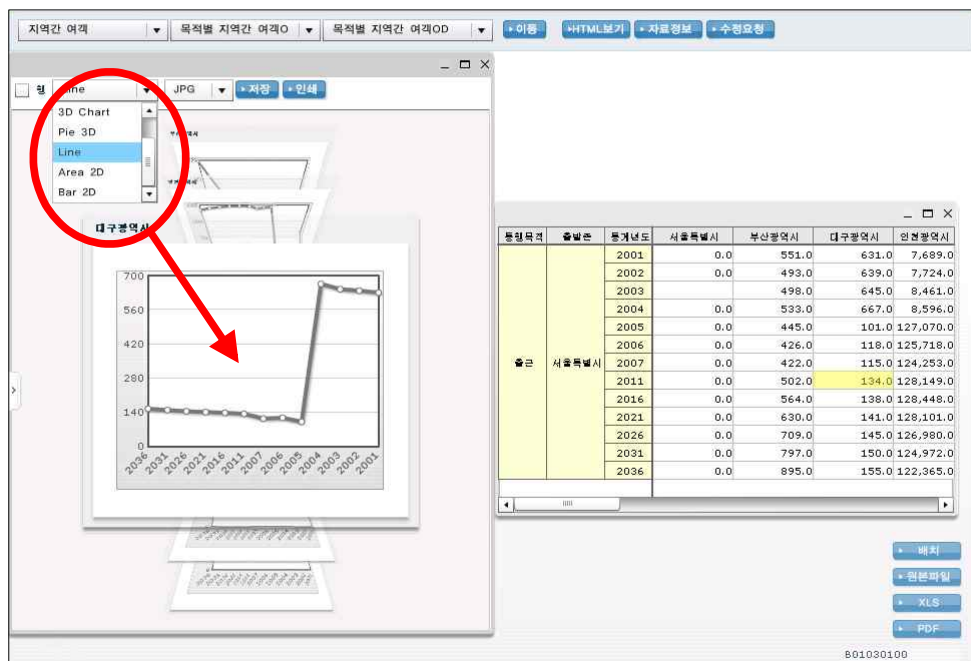 지역간 여객 목적별 지역간 여객O 목적별 지역간 여객OD 이동 HTML보기 자료정보 수정요청
Line JPG 저장 인쇄
3D Chart
Pie 3D
Line
Area 2D
Bar 2D
대구광역시
700
560
420
280
140
0
2036 2031 2026 2021 2016 2011 2007 2006 2005 2004 2003 2002 2001
통행목적 출발존 통계년도 서울특별시 부산광역시 대구광역시 인천광역시
2001 0.0 551.0 631.0 7,689.0
2002 0.0 493.0 639.0 7,724.0
2003 498.0 645.0 8,461.0
2004 0.0 533.0 667.0 8,596.0
2005 0.0 445.0 101.0 127,070.0
2006 0.0 426.0 118.0 125,718.0
출근 서울특별시 2007 0.0 422.0 115.0 124,253.0
2011 0.0 502.0 134.0 128,149.0
2016 0.0 564.0 138.0 128,448.0
2021 0.0 630.0 141.0 128,101.0
2026 0.0 709.0 145.0 126,980.0
2031 0.0 797.0 150.0 124,972.0
2036 0.0 895.0 155.0 122,365.0
배치
원본파일
XLS
PDF
B01030100